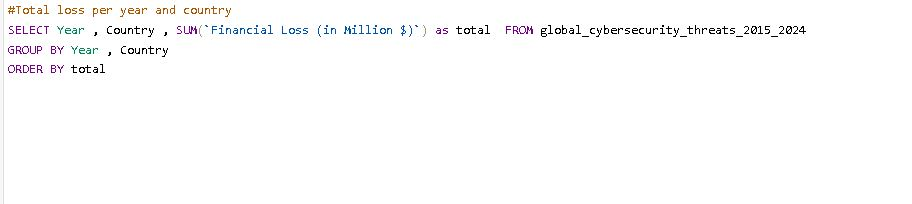 #Total loss per year and country
SELECT Year , Country , SUM(`Financial Loss (in Million $)`) as total  FROM global_cybersecurity_threats_2015_2024
GROUP BY Year , Country
ORDER BY total